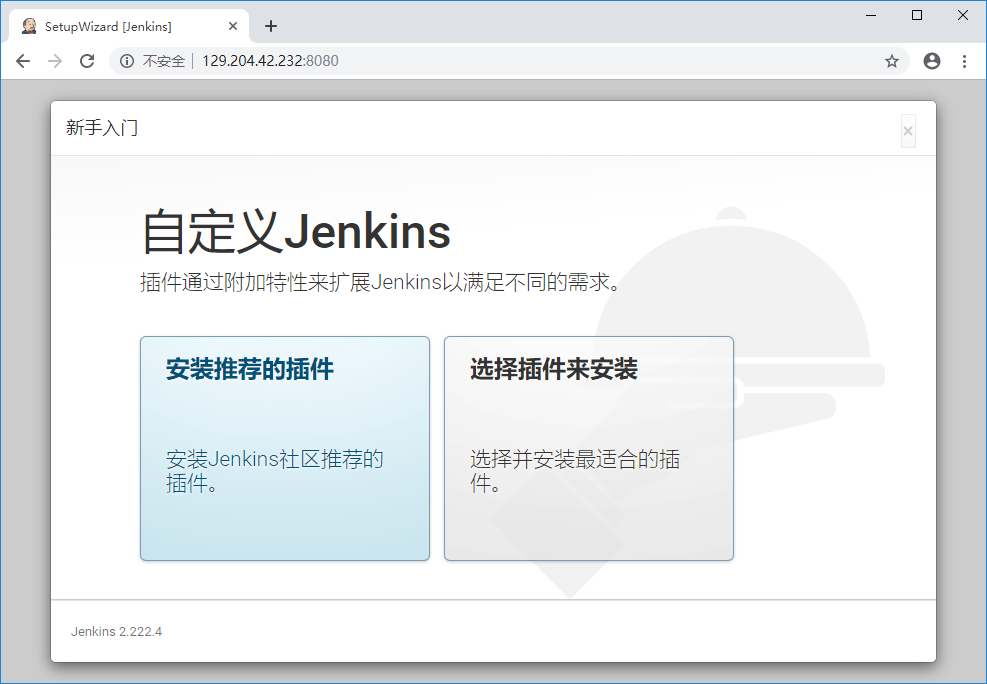 SetupWizard [Jenkins]
不安全 129.204.42.232:8080
新手入门
自定义Jenkins
插件通过附加特性来扩展Jenkins以满足不同的需求。
安装推荐的插件
安装Jenkins社区推荐的
插件。
选择插件来安装
选择并安装最适合的插
件。
Jenkins 2.222.4